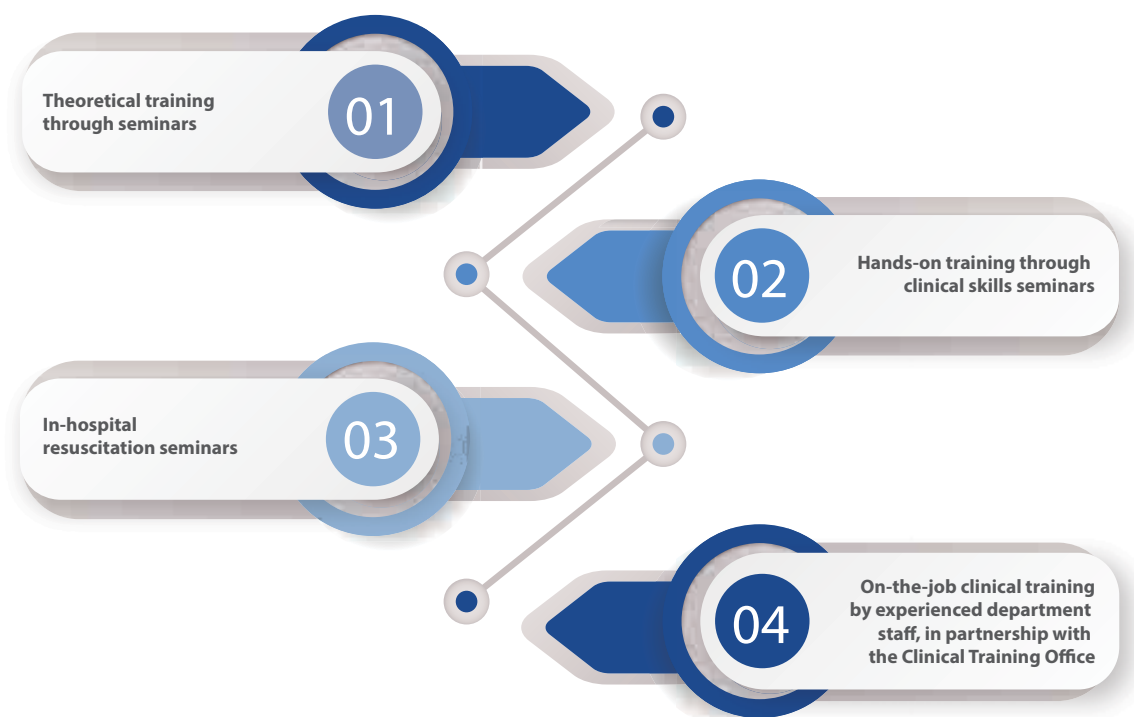 Theoretical training
through seminars
01
02
Hands-on training through
clinical skills seminars
In-hospital
resuscitation seminars
03
04
On-the-job clinical training
by experienced department
staff, in partnership with
the Clinical Training Office